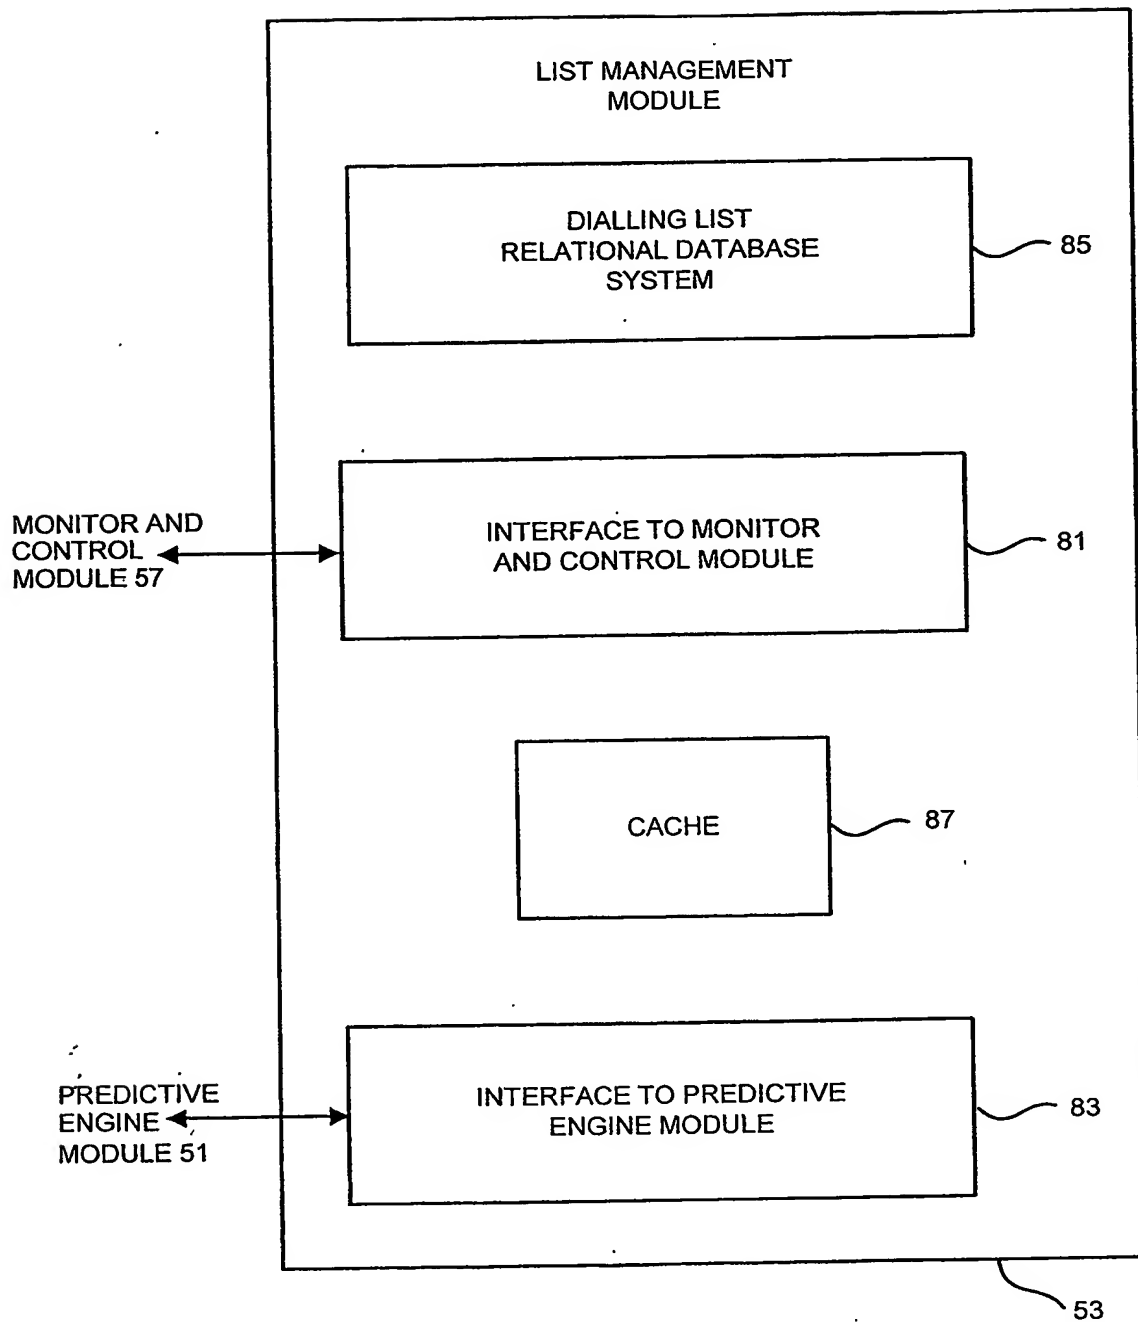 LIST MANAGEMENT
MODULE
DIALLING LIST
RELATIONAL DATABASE
SYSTEM
85
MONITOR AND
CONTROL
MODULE 57
INTERFACE TO MONITOR
AND CONTROL MODULE
81
CACHE
87
PREDICTIVE
ENGINE
MODULE 51
INTERFACE TO PREDICTIVE
ENGINE MODULE
83
53